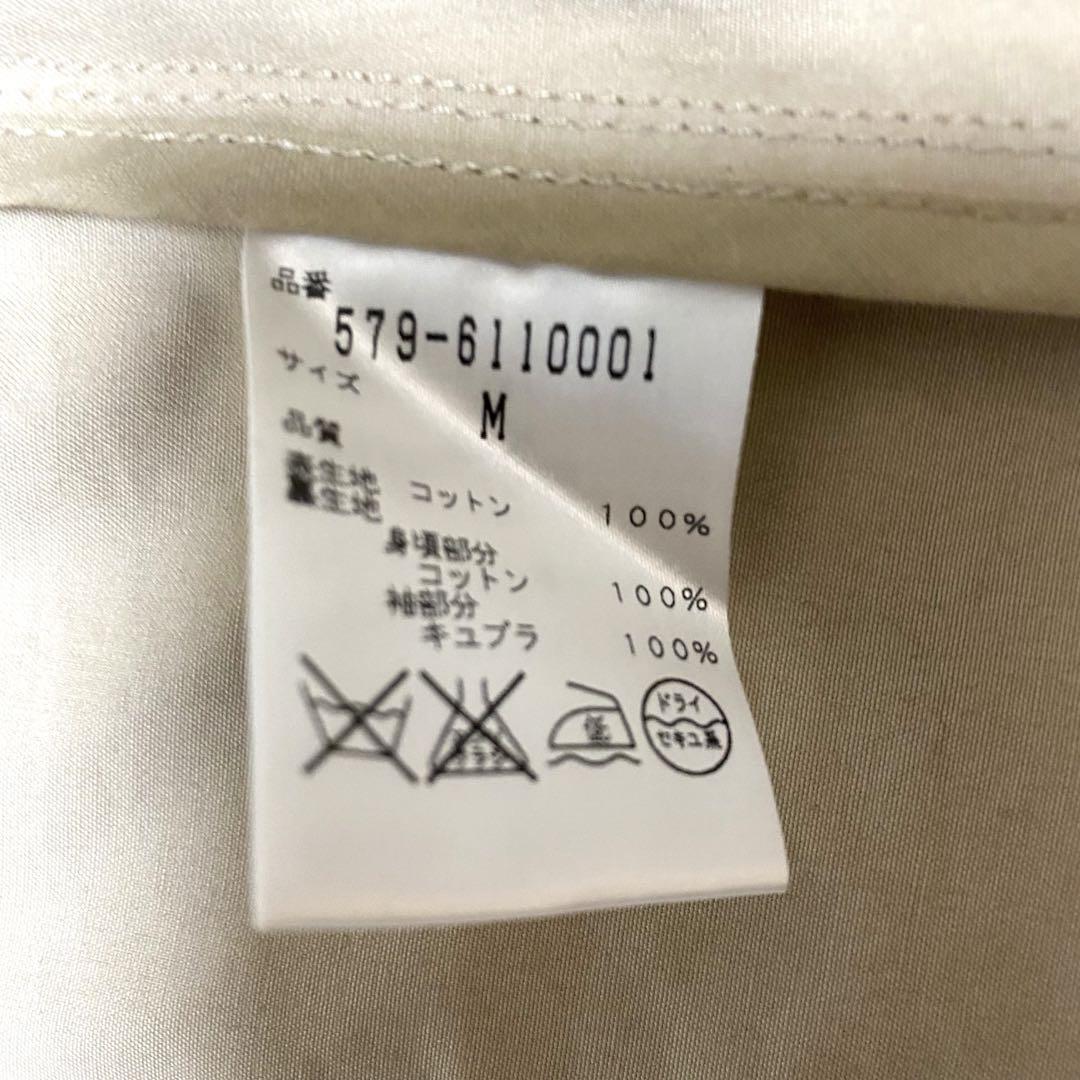 品番
579-6110001
サイズ
M
品質
表生地 コットン 100%
裏生地
身頃部分
コットン 100%
袖部分
キュプラ 100%
低
ドライ
セキユ系